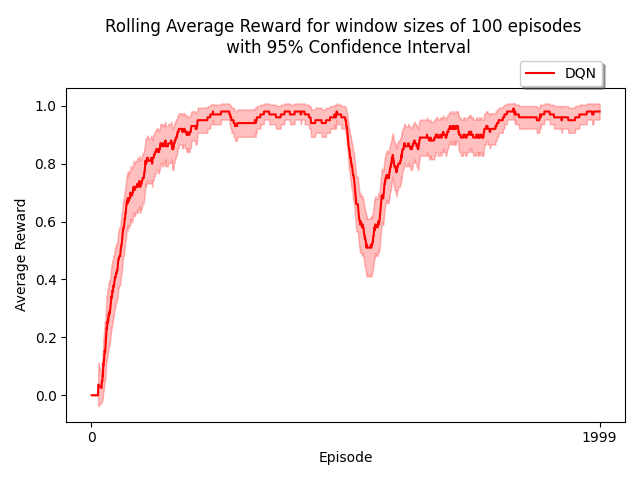 Rolling Average Reward for window sizes of 100 episodes
with 95% Confidence Interval
DQN
1.0
0.8
0.6
0.4
0.2
0.0
Average Reward
0
1999
Episode